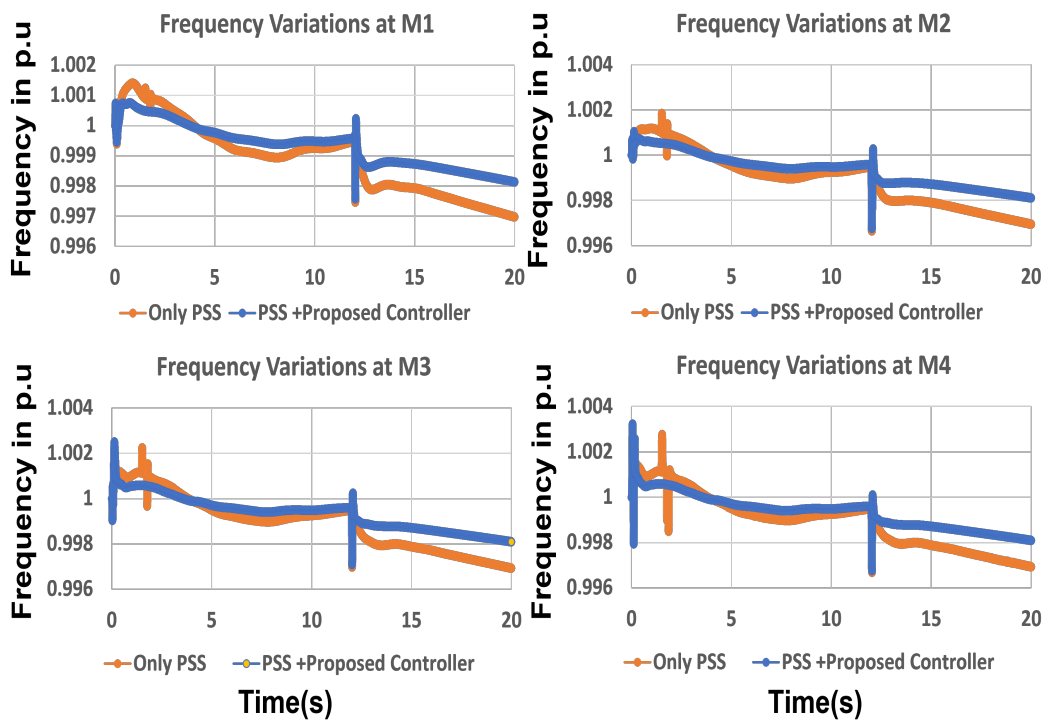 Frequency Variations at M1
Frequency in p.u
1.002
1.001
1
0.999
0.998
0.997
0.996
0 5 10 15 20
Only PSS PSS +Proposed Controller
Frequency Variations at M2
Frequency in p.u
1.004
1.002
1
0.998
0.996
0 5 10 15 20
Only PSS PSS +Proposed Controller
Frequency Variations at M3
Frequency in p.u
1.004
1.002
1
0.998
0.996
0 5 10 15 20
Only PSS PSS +Proposed Controller
Time(s)
Frequency Variations at M4
Frequency in p.u
1.004
1.002
1
0.998
0.996
0 5 10 15 20
Only PSS PSS +Proposed Controller
Time(s)